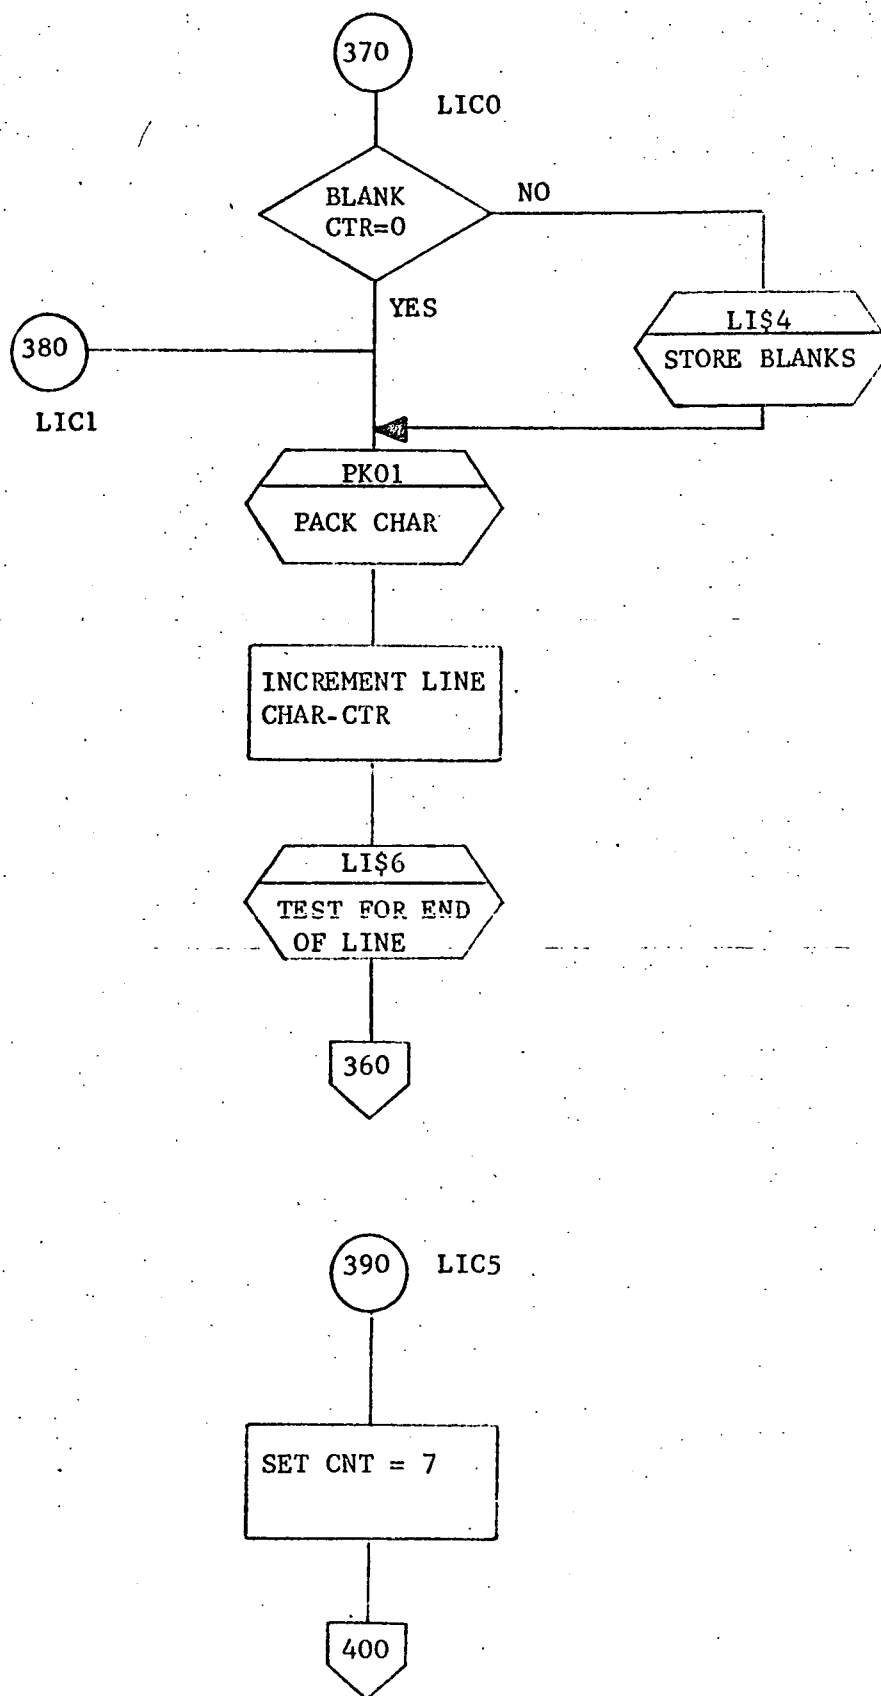 370
LIC0
BLANK
CTR=0
NO
YES
LI$4
STORE BLANKS
380
LIC1
PK01
PACK CHAR
INCREMENT LINE
CHAR-CTR
LI$6
TEST FOR END
OF LINE
360
390
LIC5
SET CNT = 7
400